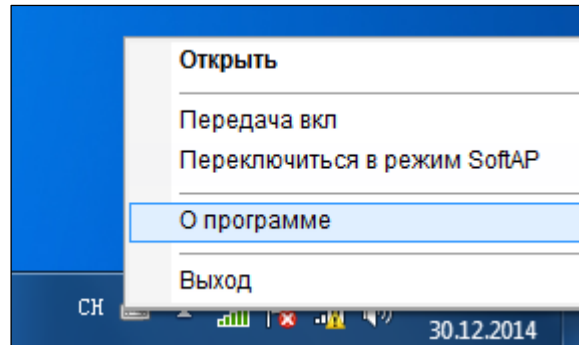 Открыть
Передача вкл
Переключиться в режим SoftAP
О программе
Выход
CH
30.12.2014